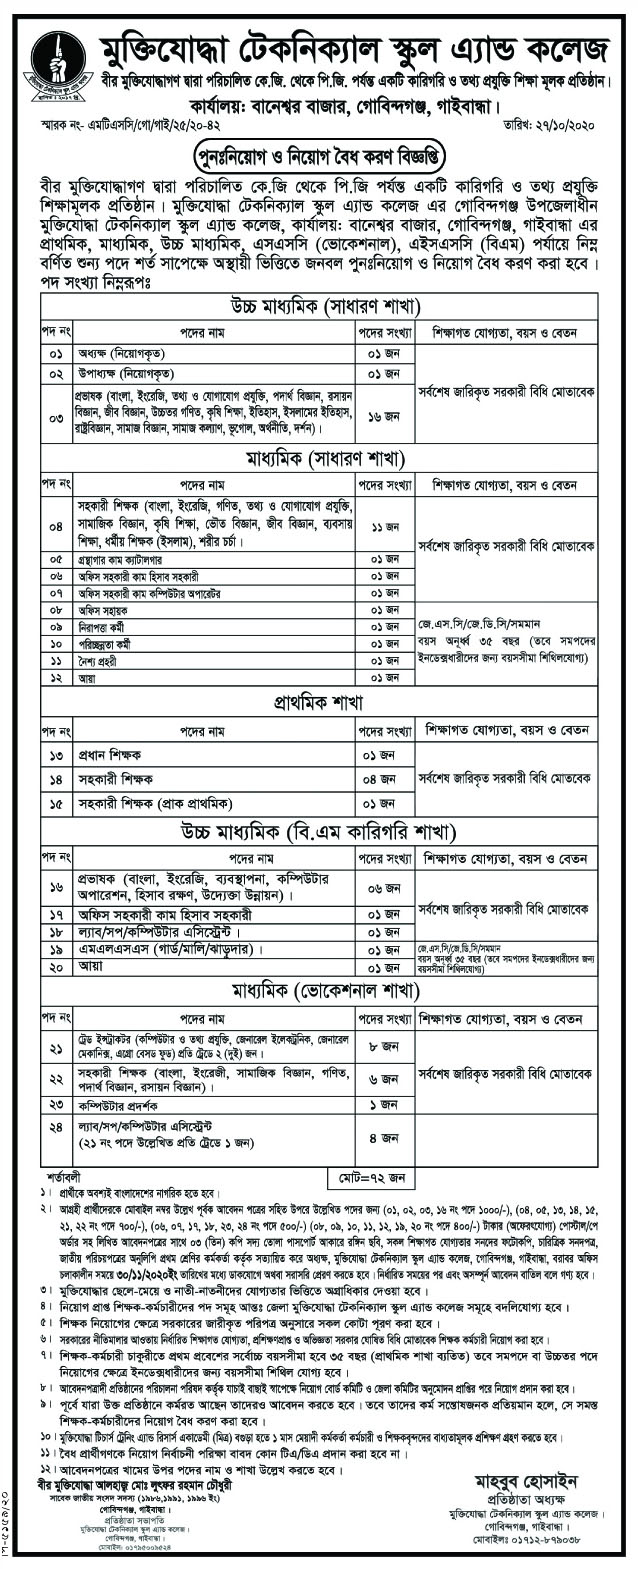 মুক্তিযোদ্ধা টেকনিক্যাল স্কুল এ্যান্ড কলেজ
বীর মুক্তিযোদ্ধাগণ দ্বারা পরিচালিত কে.জি. থেকে পি.জি. পর্যন্ত একটি কারিগরি ও তথ্য প্রযুক্তি শিক্ষা মূলক প্রতিষ্ঠান।
কার্যালয়: বানেশ্বর বাজার, গোবিন্দগঞ্জ, গাইবান্ধা।
স্মারক নং- এমটিএসসি/গো/গাই/২৫/২০-৪২ তারিখ: ২৭/১০/২০২০
পুনঃনিয়োগ ও নিয়োগ বৈধ করণ বিজ্ঞপ্তি
বীর মুক্তিযোদ্ধাগণ দ্বারা পরিচালিত কে.জি থেকে পি.জি পর্যন্ত একটি কারিগরি ও তথ্য প্রযুক্তি
শিক্ষামূলক প্রতিষ্ঠান। মুক্তিযোদ্ধা টেকনিক্যাল স্কুল এ্যান্ড কলেজ এর গোবিন্দগঞ্জ উপজেলাধীন
মুক্তিযোদ্ধা টেকনিক্যাল স্কুল এ্যান্ড কলেজ, কার্যালয়: বানেশ্বর বাজার, গোবিন্দগঞ্জ, গাইবান্ধা এর
প্রাথমিক, মাধ্যমিক, উচ্চ মাধ্যমিক, এসএসসি (ভোকেশনাল), এইসএসসি (বিএম) পর্যায়ে নিম্ন
বর্ণিত শুন্য পদে শর্ত সাপেক্ষে অস্থায়ী ভিত্তিতে জনবল পুনঃনিয়োগ ও নিয়োগ বৈধ করণ করা হবে।
পদ সংখ্যা নিম্নরূপঃ
উচ্চ মাধ্যমিক (সাধারণ শাখা)
পদ নং পদের নাম পদের সংখ্যা শিক্ষাগত যোগ্যতা, বয়স ও বেতন
০১ অধ্যক্ষ (নিয়োগকৃত) ০১ জন
০২ উপাধ্যক্ষ (নিয়োগকৃত) ০১ জন
সর্বশেষ জারিকৃত সরকারী বিধি মোতাবেক
০৩ প্রভাষক (বাংলা, ইংরেজি, তথ্য ও যোগাযোগ প্রযুক্তি, পদার্থ বিজ্ঞান, রসায়ন
বিজ্ঞান, জীব বিজ্ঞান, উচ্চতর গণিত, কৃষি শিক্ষা, ইতিহাস, ইসলামের ইতিহাস,
রাষ্ট্রবিজ্ঞান, সামাজ বিজ্ঞান, সামাজ কল্যাণ, ভূগোল, অর্থনীতি, দর্শন)। ১৬ জন
মাধ্যমিক (সাধারণ শাখা)
পদ নং পদের নাম পদের সংখ্যা শিক্ষাগত যোগ্যতা, বয়স ও বেতন
০৪ সহকারী শিক্ষক (বাংলা, ইংরেজি, গণিত, তথ্য ও যোগাযোগ প্রযুক্তি,
সামাজিক বিজ্ঞান, কৃষি শিক্ষা, ভৌত বিজ্ঞান, জীব বিজ্ঞান, ব্যবসায়
শিক্ষা, ধর্মীয় শিক্ষক (ইসলাম), শরীর চর্চা। ১১ জন
সর্বশেষ জারিকৃত সরকারী বিধি মোতাবেক
০৫ গ্রন্থাগার কাম ক্যাটালগার ০১ জন
০৬ অফিস সহকারী কাম হিসাব সহকারী ০১ জন
০৭ অফিস সহকারী কাম কম্পিউটার অপারেটর ০১ জন
০৮ অফিস সহায়ক ০১ জন
০৯ নিরাপত্তা কর্মী ০১ জন
১০ পরিচ্ছন্নতা কর্মী ০১ জন
১১ নৈশ্য প্রহরী ০১ জন
১২ আয়া ০১ জন
জে.এস.সি/জে.ডি.সি/সমমান
বয়স অনূর্ধ্ব ৩৫ বছর (তবে সমপদের
ইনডেক্সধারীদের জন্য বয়সসীমা শিথিলযোগ্য)
প্রাথমিক শাখা
পদ নং পদের নাম পদের সংখ্যা শিক্ষাগত যোগ্যতা, বয়স ও বেতন
১৩ প্রধান শিক্ষক ০১ জন
১৪ সহকারী শিক্ষক ০৪ জন সর্বশেষ জারিকৃত সরকারী বিধি মোতবেক
১৫ সহকারী শিক্ষক (প্রাক প্রাথমিক) ০১ জন
উচ্চ মাধ্যমিক (বি.এম কারিগরি শাখা)
পদ নং পদের নাম পদের সংখ্যা শিক্ষাগত যোগ্যতা, বয়স ও বেতন
১৬ প্রভাষক (বাংলা, ইংরেজি, ব্যবস্থাপনা, কম্পিউটার
অপারেশন, হিসাব রক্ষণ, উদ্যেক্তা উন্নায়ন)। ০৬ জন
সর্বশেষ জারিকৃত সরকারী বিধি মোতাবেক
১৭ অফিস সহকারী কাম হিসাব সহকারী ০১ জন
১৮ ল্যাব/সপ/কম্পিউটার এসিস্ট্রেন্ট। ০১ জন
১৯ এমএলএসএস (গার্ড/মালি/ঝাড়ুদার)। ০১ জন
২০ আয়া ০১ জন
জে.এস.সি/জে.ডি.সি/সমমান
বয়স অনূর্ধ্ব ৩৫ বছর (তবে সমপদের ইনডেক্সধারীদের জন্য
বয়সসীমা শিথিলযোগ্য)
মাধ্যমিক (ভোকেশনাল শাখা)
পদ নং পদের নাম পদের সংখ্যা শিক্ষাগত যোগ্যতা, বয়স ও বেতন
২১ ট্রেড ইন্সট্রাকটর (কম্পিউটার ও তথ্য প্রযুক্তি, জেনারেল ইলেকট্রনিক, জেনারেল
মেকানিক্স, এগ্রো বেসড ফুড) প্রতি ট্রেডে ২ (দুই) জন। ৮ জন
২২ সহকারী শিক্ষক (বাংলা, ইংরেজী, সামাজিক বিজ্ঞান, গণিত,
পদার্থ বিজ্ঞান, রসায়ন বিজ্ঞান)। ৬ জন
সর্বশেষ জারিকৃত সরকারী বিধি মোতাবেক
২৩ কম্পিউটার প্রদর্শক ১ জন
২৪ ল্যাব/সপ/কম্পিউটার এসিস্ট্রেন্ট
(২১ নং পদে উল্লেখিত প্রতি ট্রেডে ১ জন) ৪ জন
শর্তাবলী মোট=৭২ জন
১। প্রার্থীকে অবশ্যই বাংলাদেশের নাগরিক হতে হবে।
২। আগ্রহী প্রার্থীদেরকে মোবাইল নম্বর উল্লেখ পূর্বক আবেদন পত্রের সহিত উপরে উল্লেখিত পদের জন্য (০১, ০২, ০৩, ১৬ নং পদে ১০০০/-), (০৪, ০৫, ১৩, ১৪, ১৫,
২১, ২২ নং পদে ৭০০/-), (০৬, ০৭, ১৭, ১৮, ২৩, ২৪ নং পদে ৫০০/-) (০৮, ০৯, ১০, ১১, ১২, ১৯, ২০ নং পদে ৪০০/-) টাকার (অফেরৎযোগ্য) পোস্টাল/পে
অর্ডার সহ লিখিত আবেদনপত্রের সাথে ০৩ (তিন) কপি সদ্য তোলা পাসপোর্ট আকারে রঙ্গিন ছবি, সকল শিক্ষাগত যোগ্যতার সনদের ফটোকপি, চারিত্রিক সনদপত্র,
জাতীয় পরিচয়পত্রের অনুলিপি প্রথম শ্রেণির কর্মকর্তা কর্তৃক সত্যায়িত করে অধ্যক্ষ, মুক্তিযোদ্ধা টেকনিক্যাল স্কুল এ্যান্ড কলেজ, গোবিন্দগঞ্জ, গাইবান্ধা, বরাবর অফিস
চলাকালীন সময়ে ৩০/১১/২০২০ইং তারিখের মধ্যে ডাকযোগে অথবা সরাসরি প্রেরণ করতে হবে। নির্ধারিত সময়ের পর এবং অসম্পূর্ন আবেদন বাতিল বলে গণ্য হবে।
৩। মুক্তিযোদ্ধার ছেলে-মেয়ে ও নাতী-নাতনীদের যোগ্যতার ভিত্তিতে অগ্রাধিকার দেওয়া হবে।
৪। নিয়োগ প্রাপ্ত শিক্ষক-কর্মচারীদের পদ সমূহ আন্তঃ জেলা মুক্তিযোদ্ধা টেকনিক্যাল স্কুল এ্যান্ড কলেজ সমূহে বদলিযোগ্য হবে।
৫। শিক্ষক নিয়োগের ক্ষেত্রে সরকারের জারীকৃত পরিপত্র অনুসারে সকল কোটা পূরণ করা হবে।
৬। সরকারের নীতিমালার আওতায় নির্ধারিত শিক্ষাগত যোগ্যতা, প্রশিক্ষণপ্রাপ্ত ও অভিজ্ঞতা সরকার ঘোষিত বিধি মোতাবেক শিক্ষক কর্মচারী নিয়োগ করা হবে।
৭। শিক্ষক-কর্মচারী চাকুরীতে প্রথম প্রবেশের সর্বোচ্চ বয়সসীমা হবে ৩৫ বছর (প্রাথমিক শাখা ব্যতিত) তবে সমপদে বা উচ্চতর পদে
নিয়োগের ক্ষেত্রে ইনডেক্সধারীদের জন্য বয়সসীমা শিথিল যোগ্য হবে।
৮। আবেদনপত্রাদী প্রতিষ্ঠানের পরিচালনা পরিষদ কর্তৃক যাচাই বাছাই স্বাপেক্ষে নিয়োগ বোর্ড কমিটি ও জেলা কমিটির অনুমোদন প্রাপ্তির পরে নিয়োগ প্রদান করা হবে।
৯। পূর্বে যারা উক্ত প্রতিষ্ঠানে কর্মরত আছেন তাদেরও আবেদন করতে হবে। তবে তাদের কর্ম সন্তোষজনক প্রতিয়মান হলে, সে সমস্ত
শিক্ষক-কর্মচারীদের নিয়োগ বৈধ করণ করা হবে।
১০। মুক্তিযোদ্ধা টিচার্স ট্রেনিং এ্যান্ড রিসার্স একাডেমী (মিত্র) বগুড়া হতে ১ মাস মেয়াদী কর্মকর্তা কর্মচারী ও শিক্ষকবৃন্দদের বাধ্যতামূলক প্রশিক্ষণ গ্রহণ করতে হবে।
১১। বৈধ প্রার্থীগণকে নিয়োগ নির্বাচনী পরিক্ষা বাবদ কোন টিএ/ডিএ প্রদান করা হবে না।
১২। আবেদনপত্রের খামের উপর পদের নাম ও শাখা উল্লেখ করতে হবে।
বীর মুক্তিযোদ্ধা আলহাজ্ব মোঃ লুৎফর রহমান চৌধুরী
সাবেক জাতীয় সংসদ সদস্য (১৯৮৬,১৯৯১, ১৯৯৬ ইং)
গোবিন্দগঞ্জ, গাইবান্ধা।
প্রতিষ্ঠাতা সভাপতি
মুক্তিযোদ্ধা টেকনিক্যাল স্কুল এ্যান্ড কলেজ।
গোবিন্দগঞ্জ, গাইবান্ধা।
মোবাইল: ০১৭৯৫০০৯৫২৪
মাহবুব হোসাইন
প্রতিষ্ঠাতা অধ্যক্ষ
মুক্তিযোদ্ধা টেকনিক্যাল স্কুল এ্যান্ড কলেজ।
গোবিন্দগঞ্জ, গাইবান্ধা।
মোবাইলঃ ০১৭১২-৮৭৯০৩৮
পি-৫১৫৯/২০